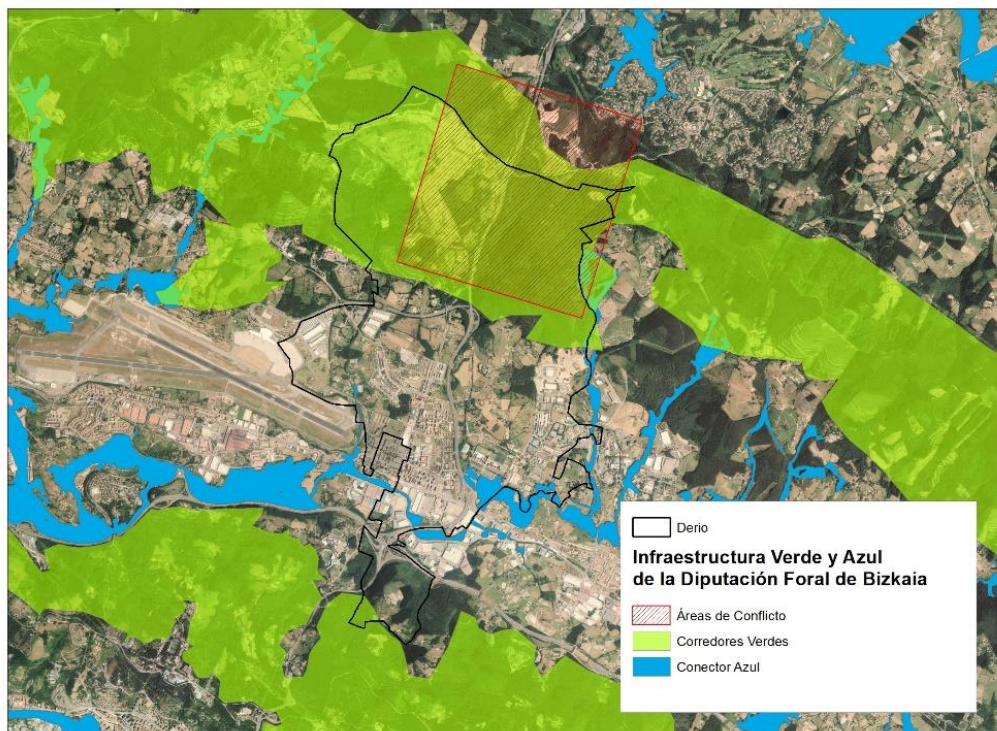 Derio
Infraestructura Verde y Azul
de la Diputación Foral de Bizkaia
Áreas de Conflicto
Corredores Verdes
Conector Azul